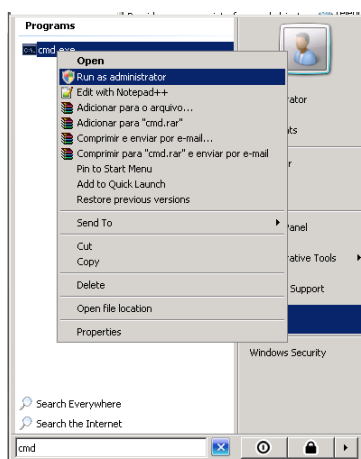 Programs
cmd.exe
Open
Run as administrator
Edit with Notepad++
Adicionar para o arquivo...
Adicionar para "cmd.rar"
Comprimir e enviar por e-mail...
Comprimir para "cmd.rar" e enviar por e-mail
Pin to Start Menu
Add to Quick Launch
Restore previous versions
Send To
Cut
Copy
Delete
Open file location
Properties
rator
ts
r
anel
ative Tools
Support
Windows Security
Search Everywhere
Search the Internet
cmd